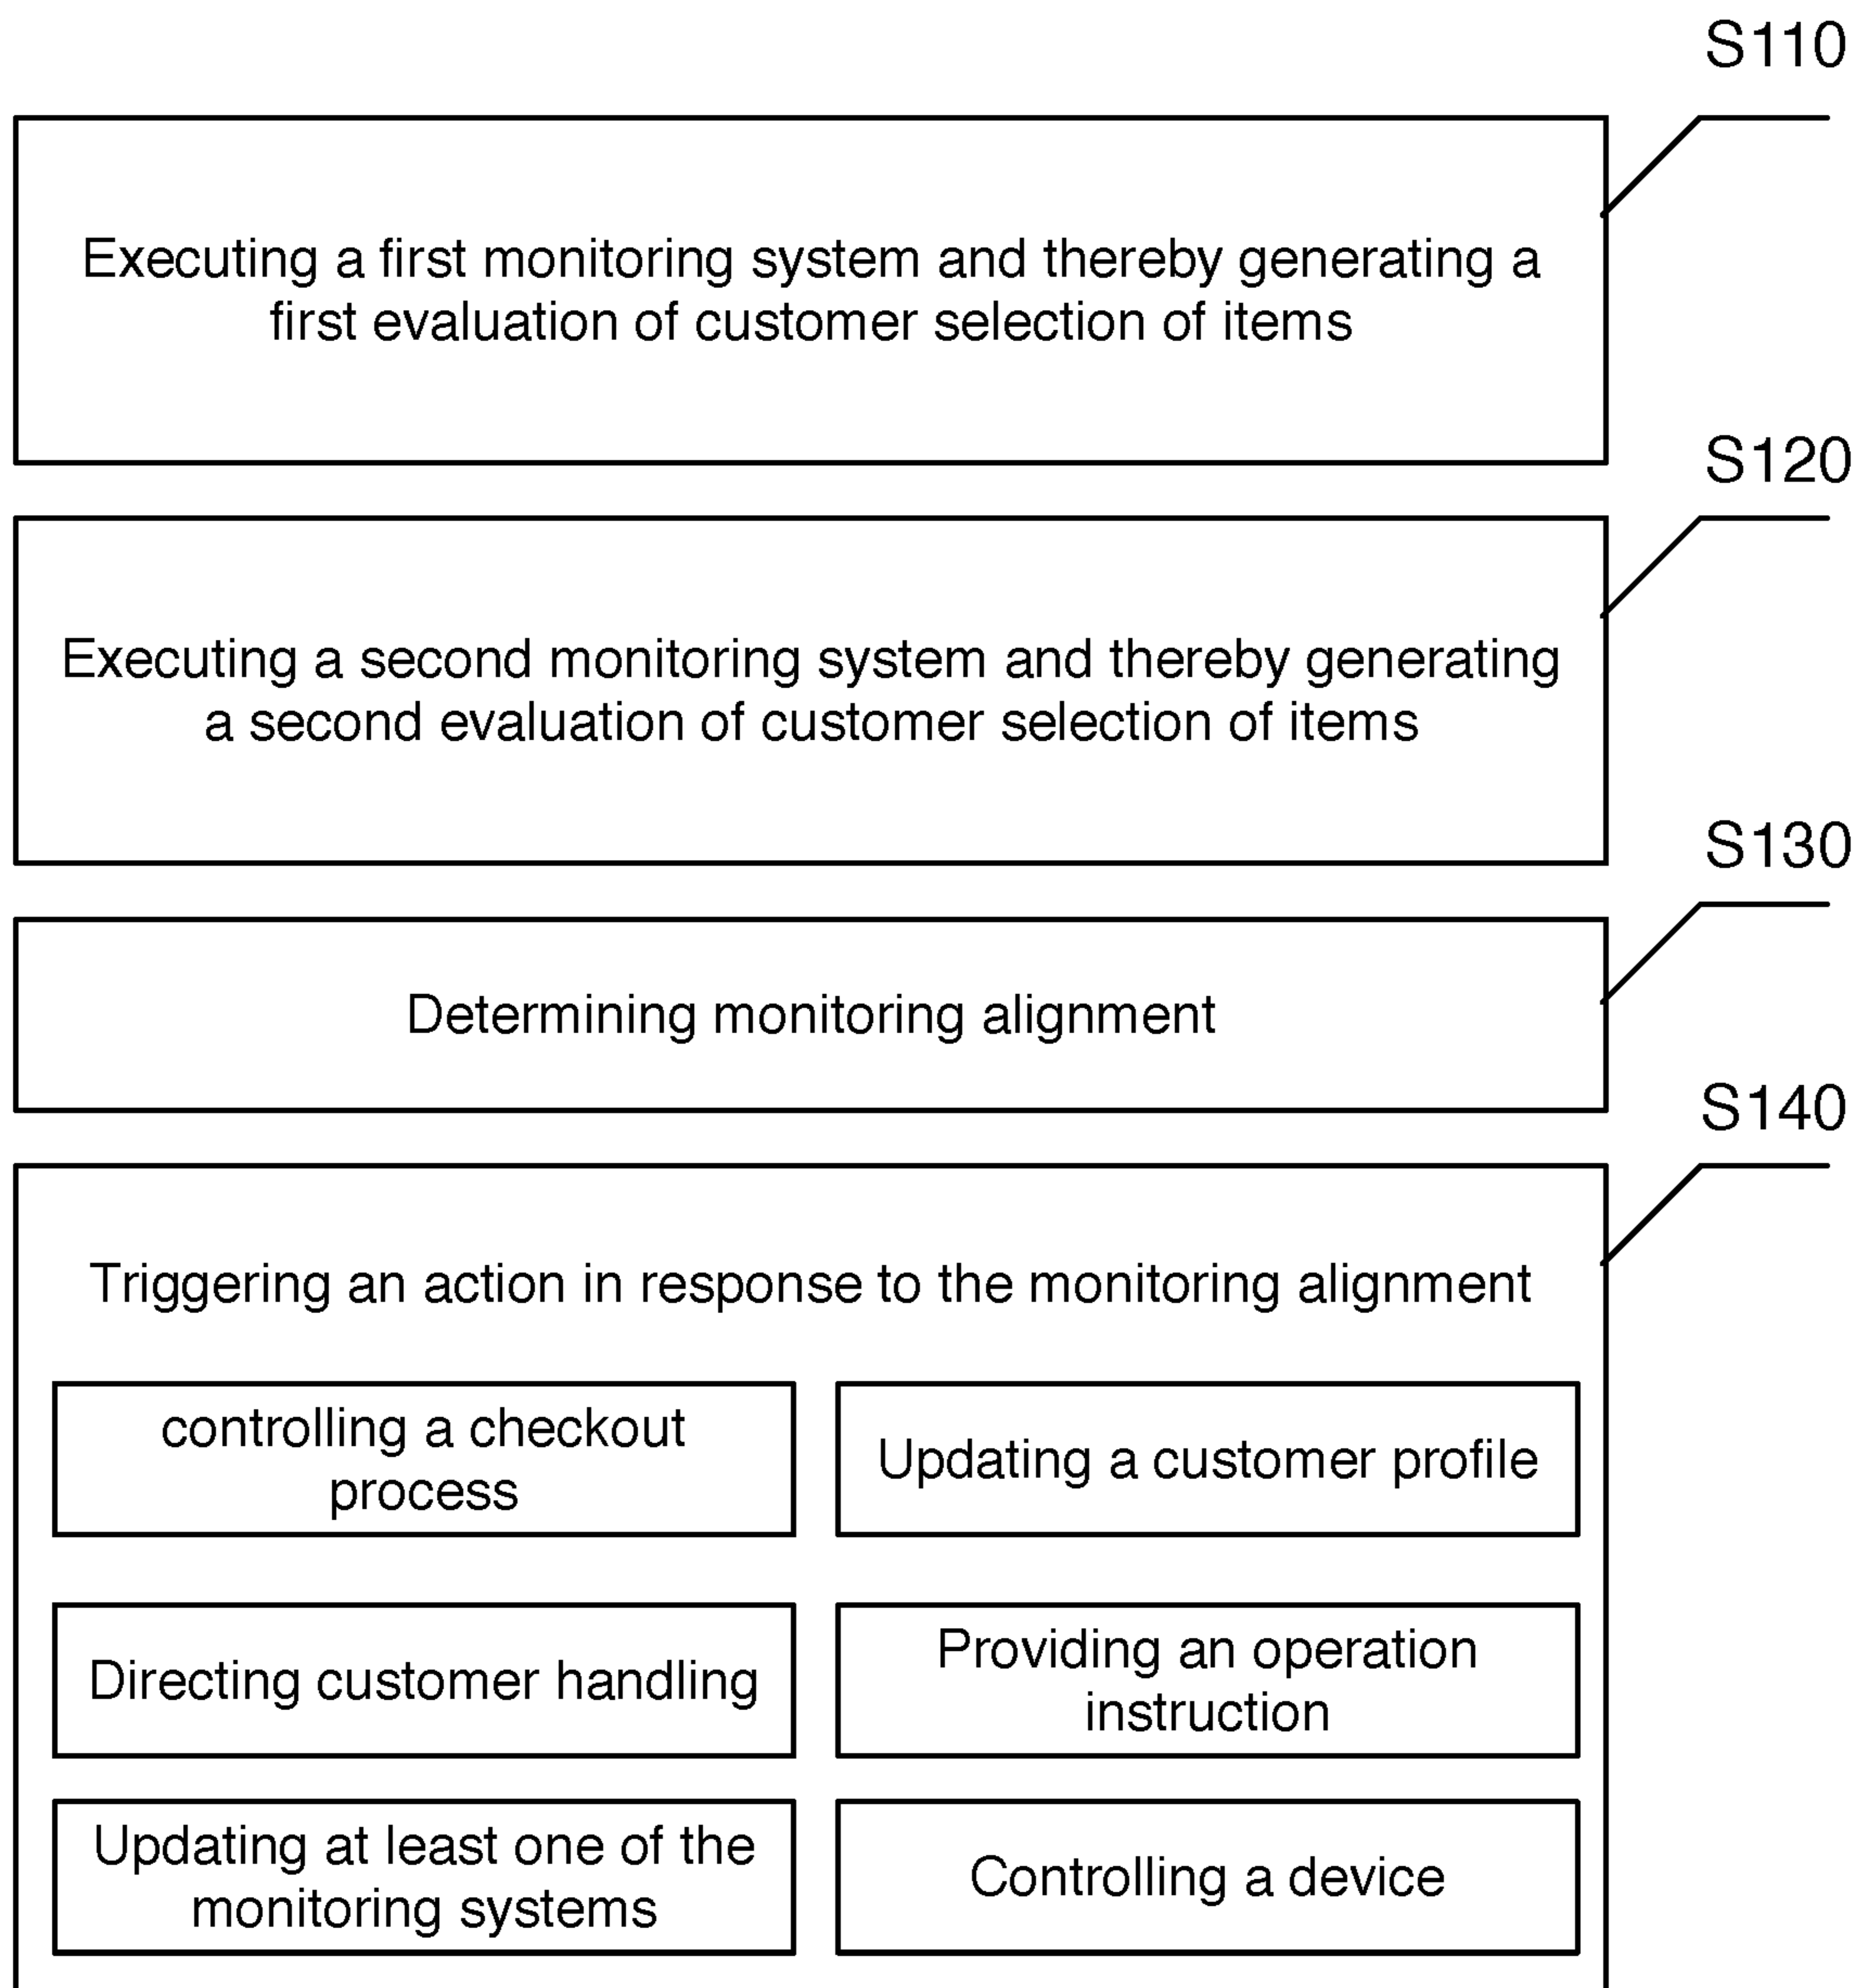 S110
Executing a first monitoring system and thereby generating a
first evaluation of customer selection of items
S120
Executing a second monitoring system and thereby generating
a second evaluation of customer selection of items
S130
Determining monitoring alignment
S140
Triggering an action in response to the monitoring alignment
controlling a checkout
process
Updating a customer profile
Directing customer handling
Providing an operation
instruction
Updating at least one of the
monitoring systems
Controlling a device